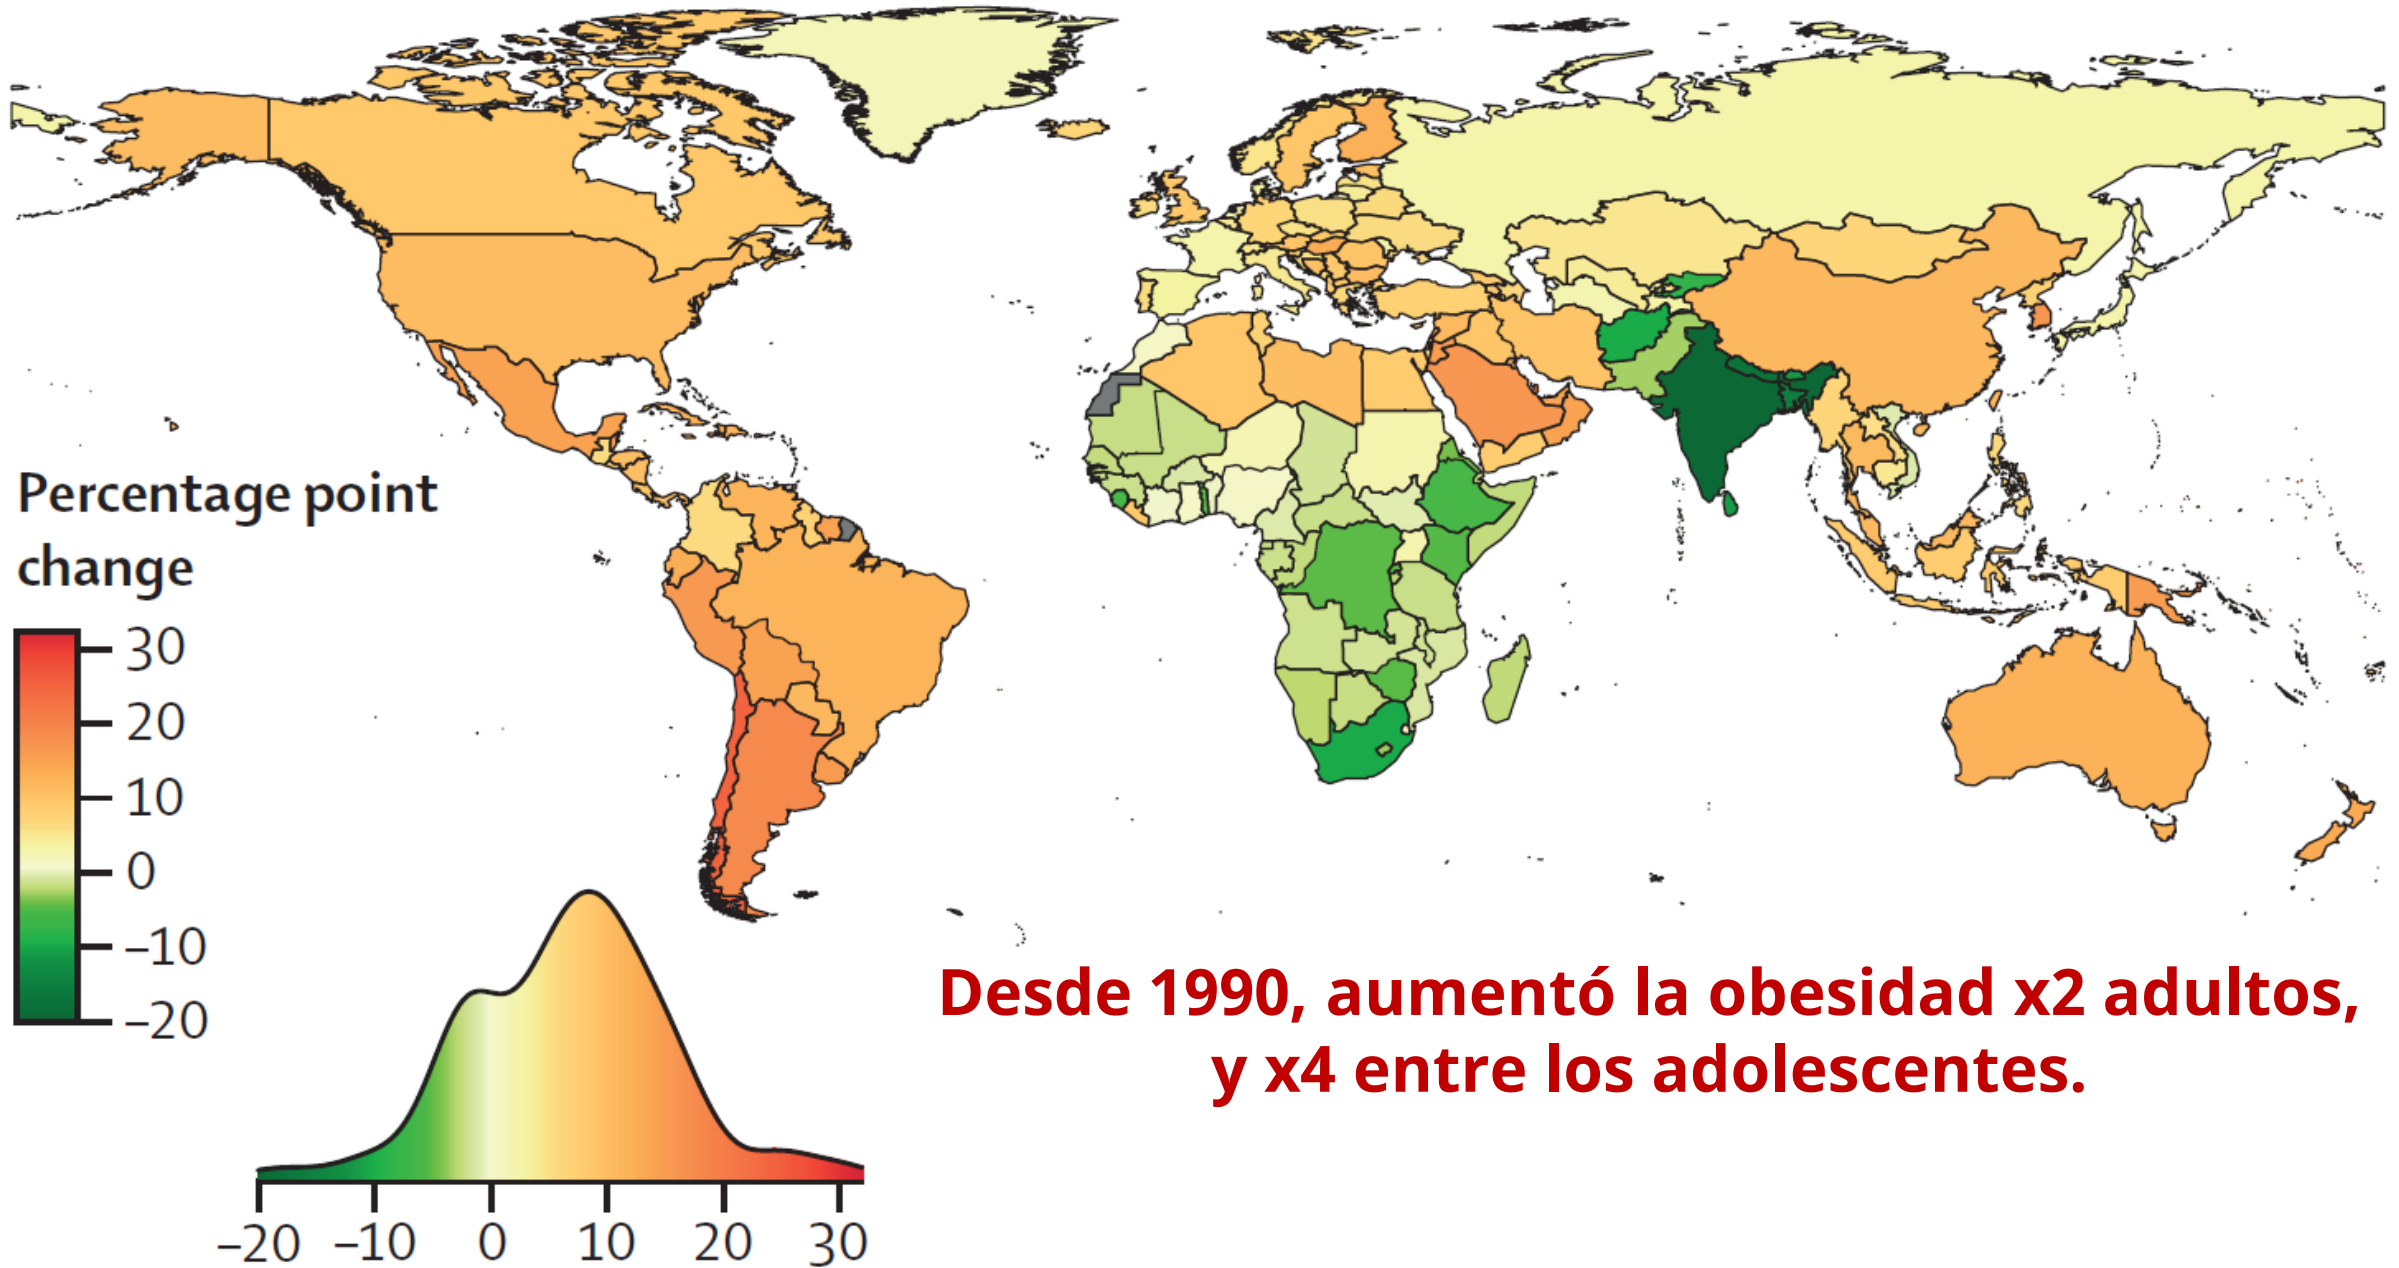 Percentage point
change
30
20
10
0
–10
–20
Desde 1990, aumentó la obesidad x2 adultos,
y x4 entre los adolescentes.
–20 –10 0 10 20 30